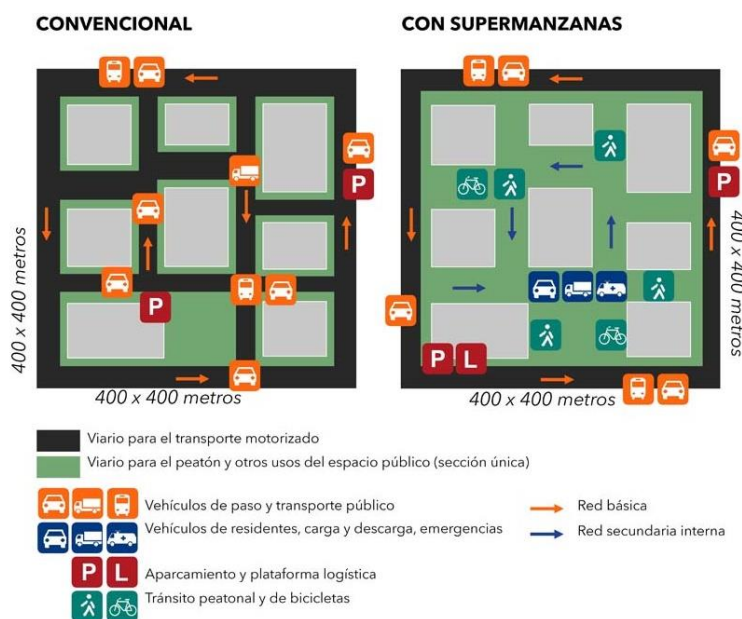 CONVENCIONAL
CON SUPERMANZANAS
P
P
400 x 400 metros
400 x 400 metros
P
P L
400 x 400 metros
400 x 400 metros
Viario para el transporte motorizado
Viario para el peatón y otros usos del espacio público (sección única)
Vehículos de paso y transporte público
Red básica
Vehículos de residentes, carga y descarga, emergencias
Red secundaria interna
P L
Aparcamiento y plataforma logística
Tránsito peatonal y de bicicletas